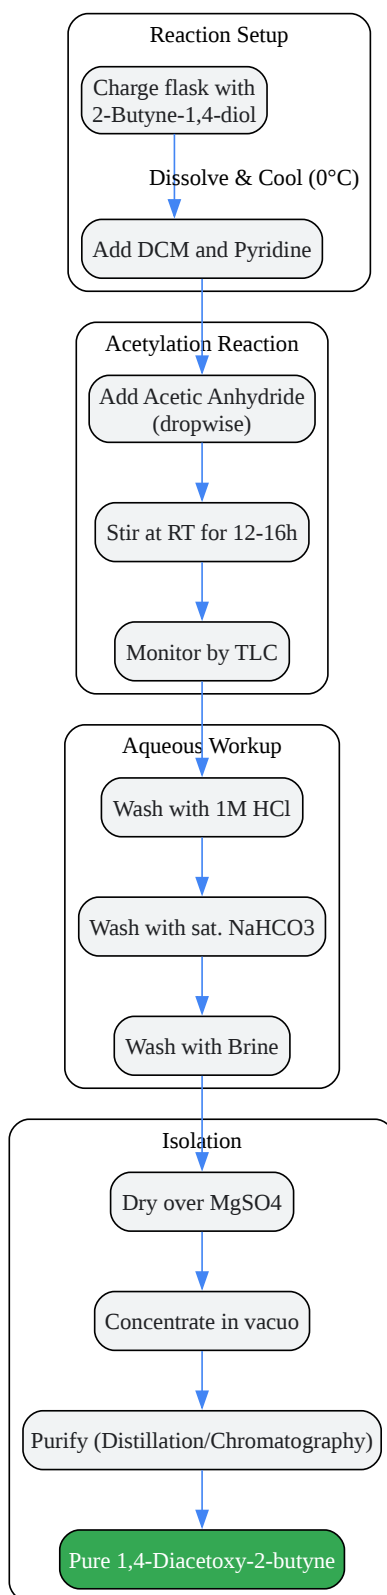 Reaction Setup
Charge flask with
2-Butyne-1,4-diol
Dissolve & Cool (0°C)
Add DCM and Pyridine
Acetylation Reaction
Add Acetic Anhydride
(dropwise)
Stir at RT for 12-16h
Monitor by TLC
Aqueous Workup
Wash with 1M HCl
Wash with sat. NaHCO3
Wash with Brine
Isolation
Dry over MgSO4
Concentrate in vacuo
Purify (Distillation/Chromatography)
Pure 1,4-Diacetoxy-2-butyne